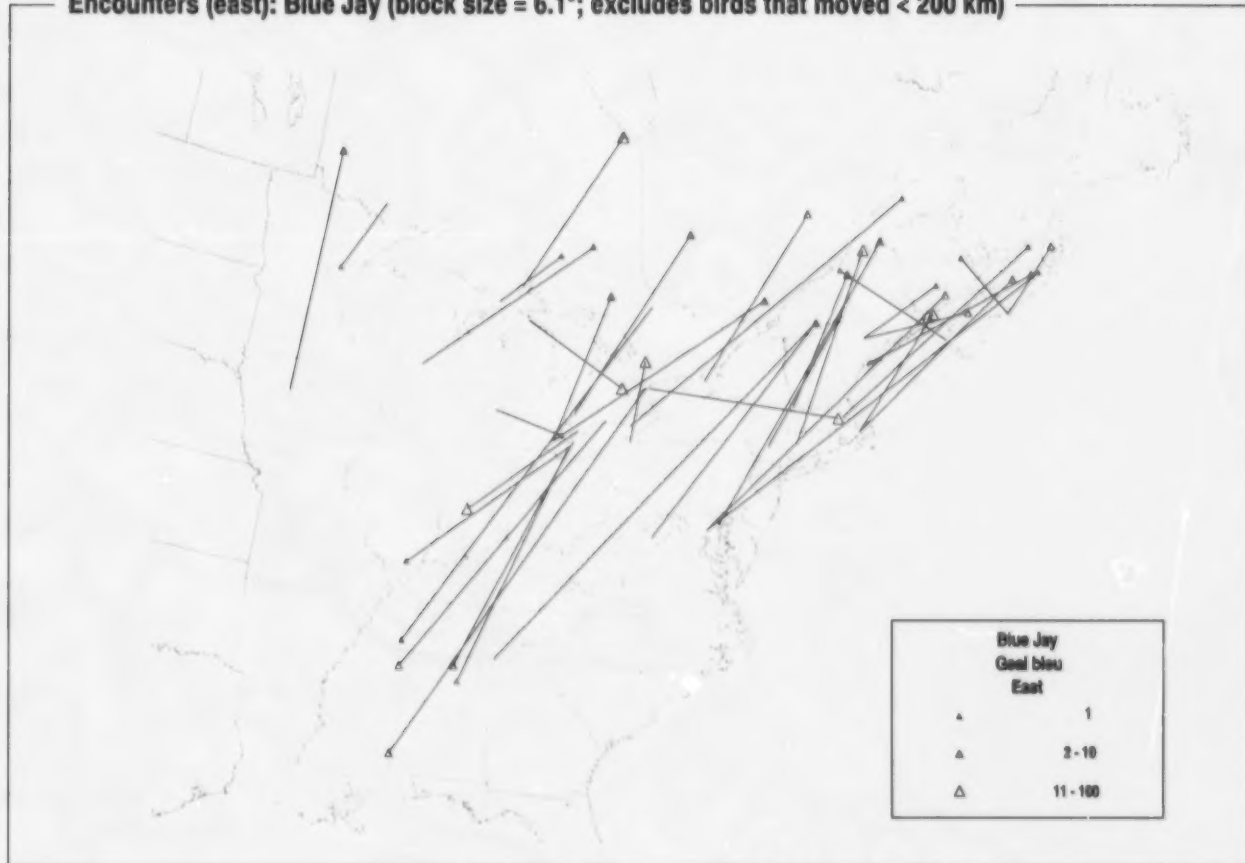 Encounters (east): Blue Jay (block size = 6.1°; excludes birds that moved < 200 km)
Blue Jay
Geai bleu
East
1
2 - 10
11 - 100